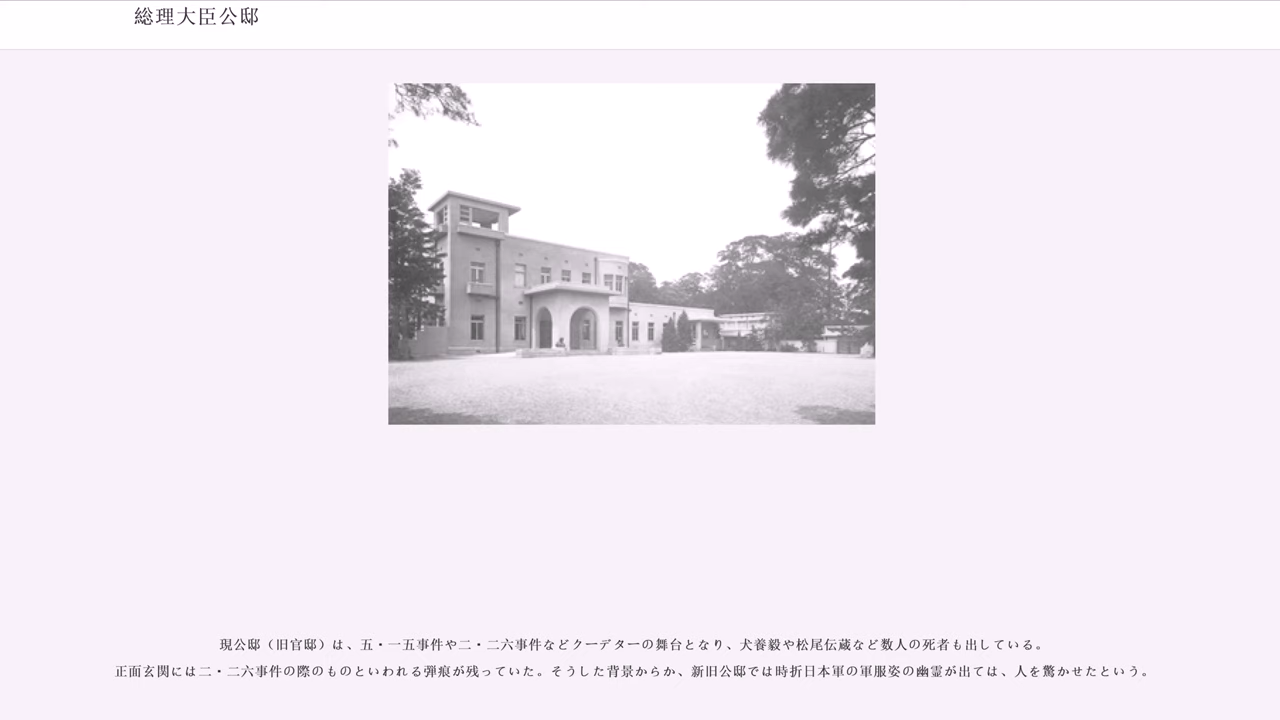 総理大臣公邸
現公邸（旧官邸）は、五・一五事件や二・二六事件などクーデターの舞台となり、犬養毅や松尾伝蔵など数人の死者も出している。
正面玄関には二・二六事件の際のものといわれる弾痕が残っていた。そうした背景からか、新旧公邸では時折日本軍の軍服姿の幽霊が出ては、人を驚かせたという。